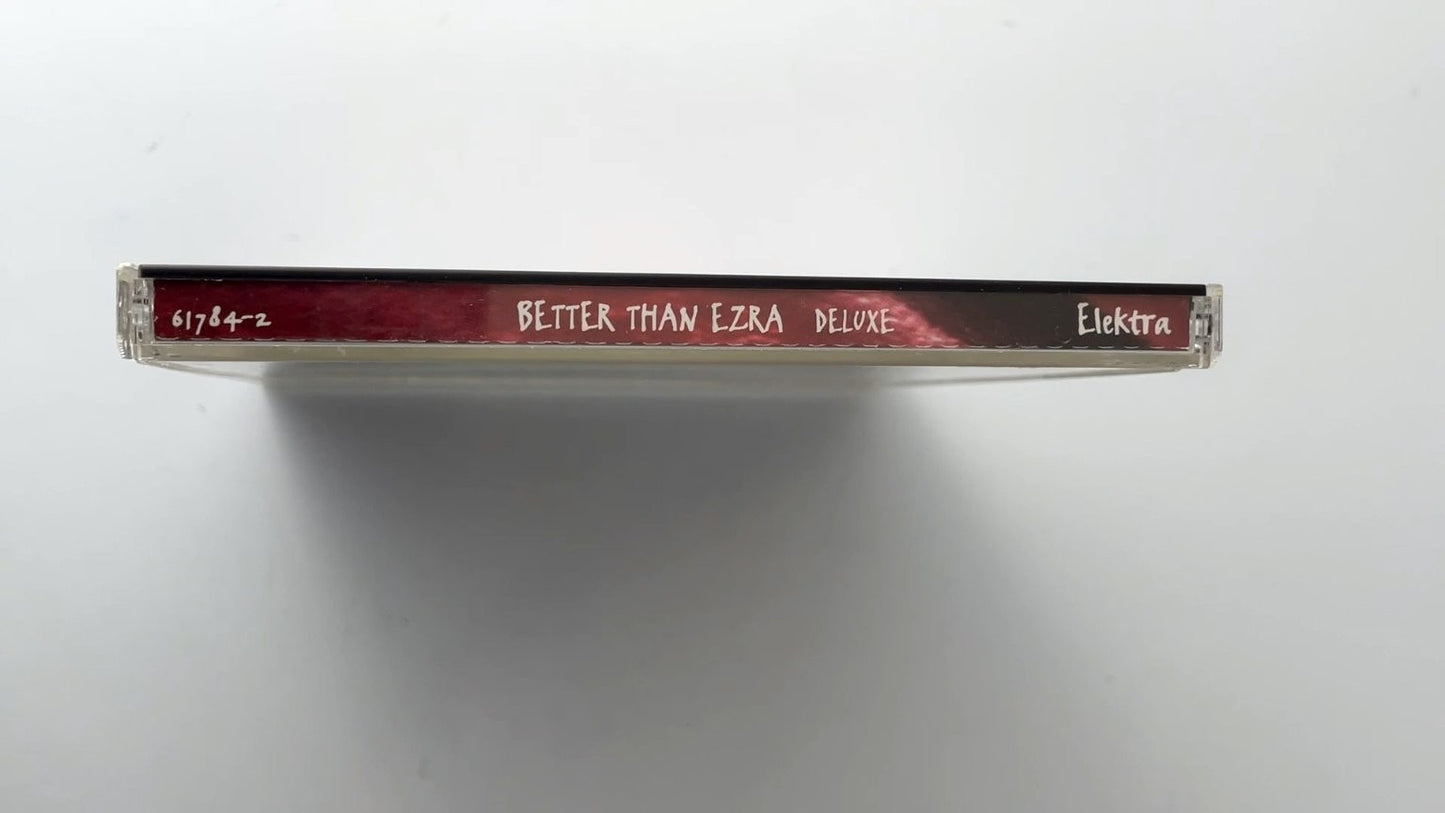 61784-2 BETTER THAN EZRA DELUXE Elektra